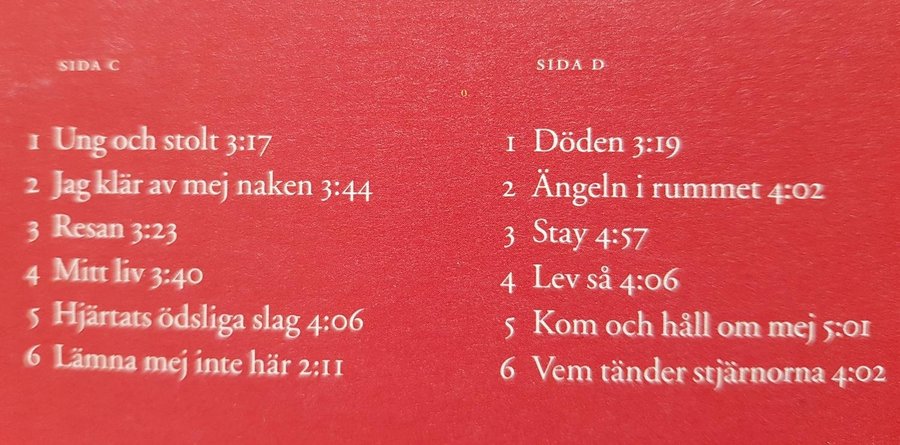 SIDA C
1 Ung och stolt 3:17
2 Jag klär av mej naken 3:44
3 Resan 3:23
4 Mitt liv 3:40
5 Hjärtats ödsliga slag 4:06
6 Lämna mej inte här 2:11
SIDA D
1 Döden 3:19
2 Ängeln i rummet 4:02
3 Stay 4:57
4 Lev så 4:06
5 Kom och håll om mej 5:01
6 Vem tänder stjärnorna 4:02